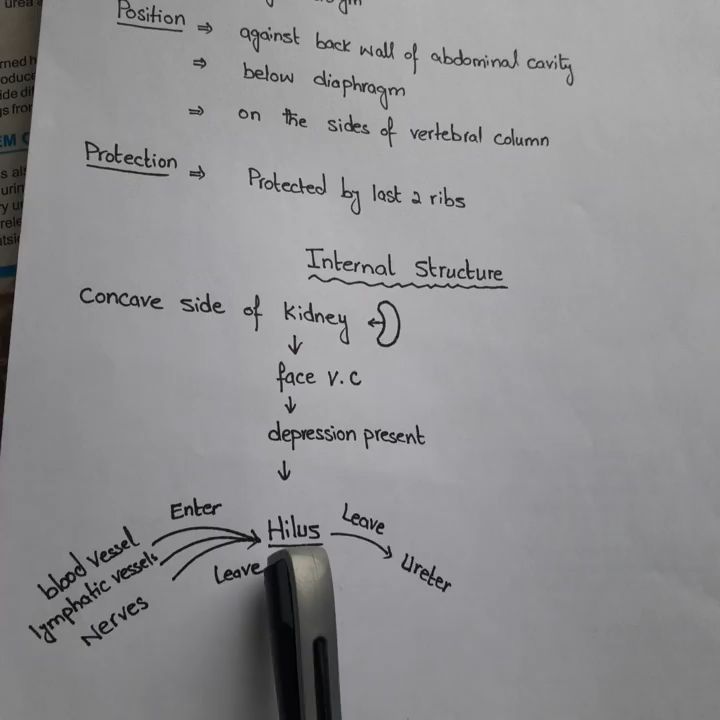 urea
Position ⇒ against back wall of abdominal cavity
⇒ below diaphragm
⇒ on the sides of vertebral column
Protection ⇒ Protected by last 2 ribs
Internal Structure
Concave side of kidney
↓
face v.c
↓
depression present
↓
Enter Hilus Leave
blood vessel
lymphatic vessels
Nerves
Leave
Ureter